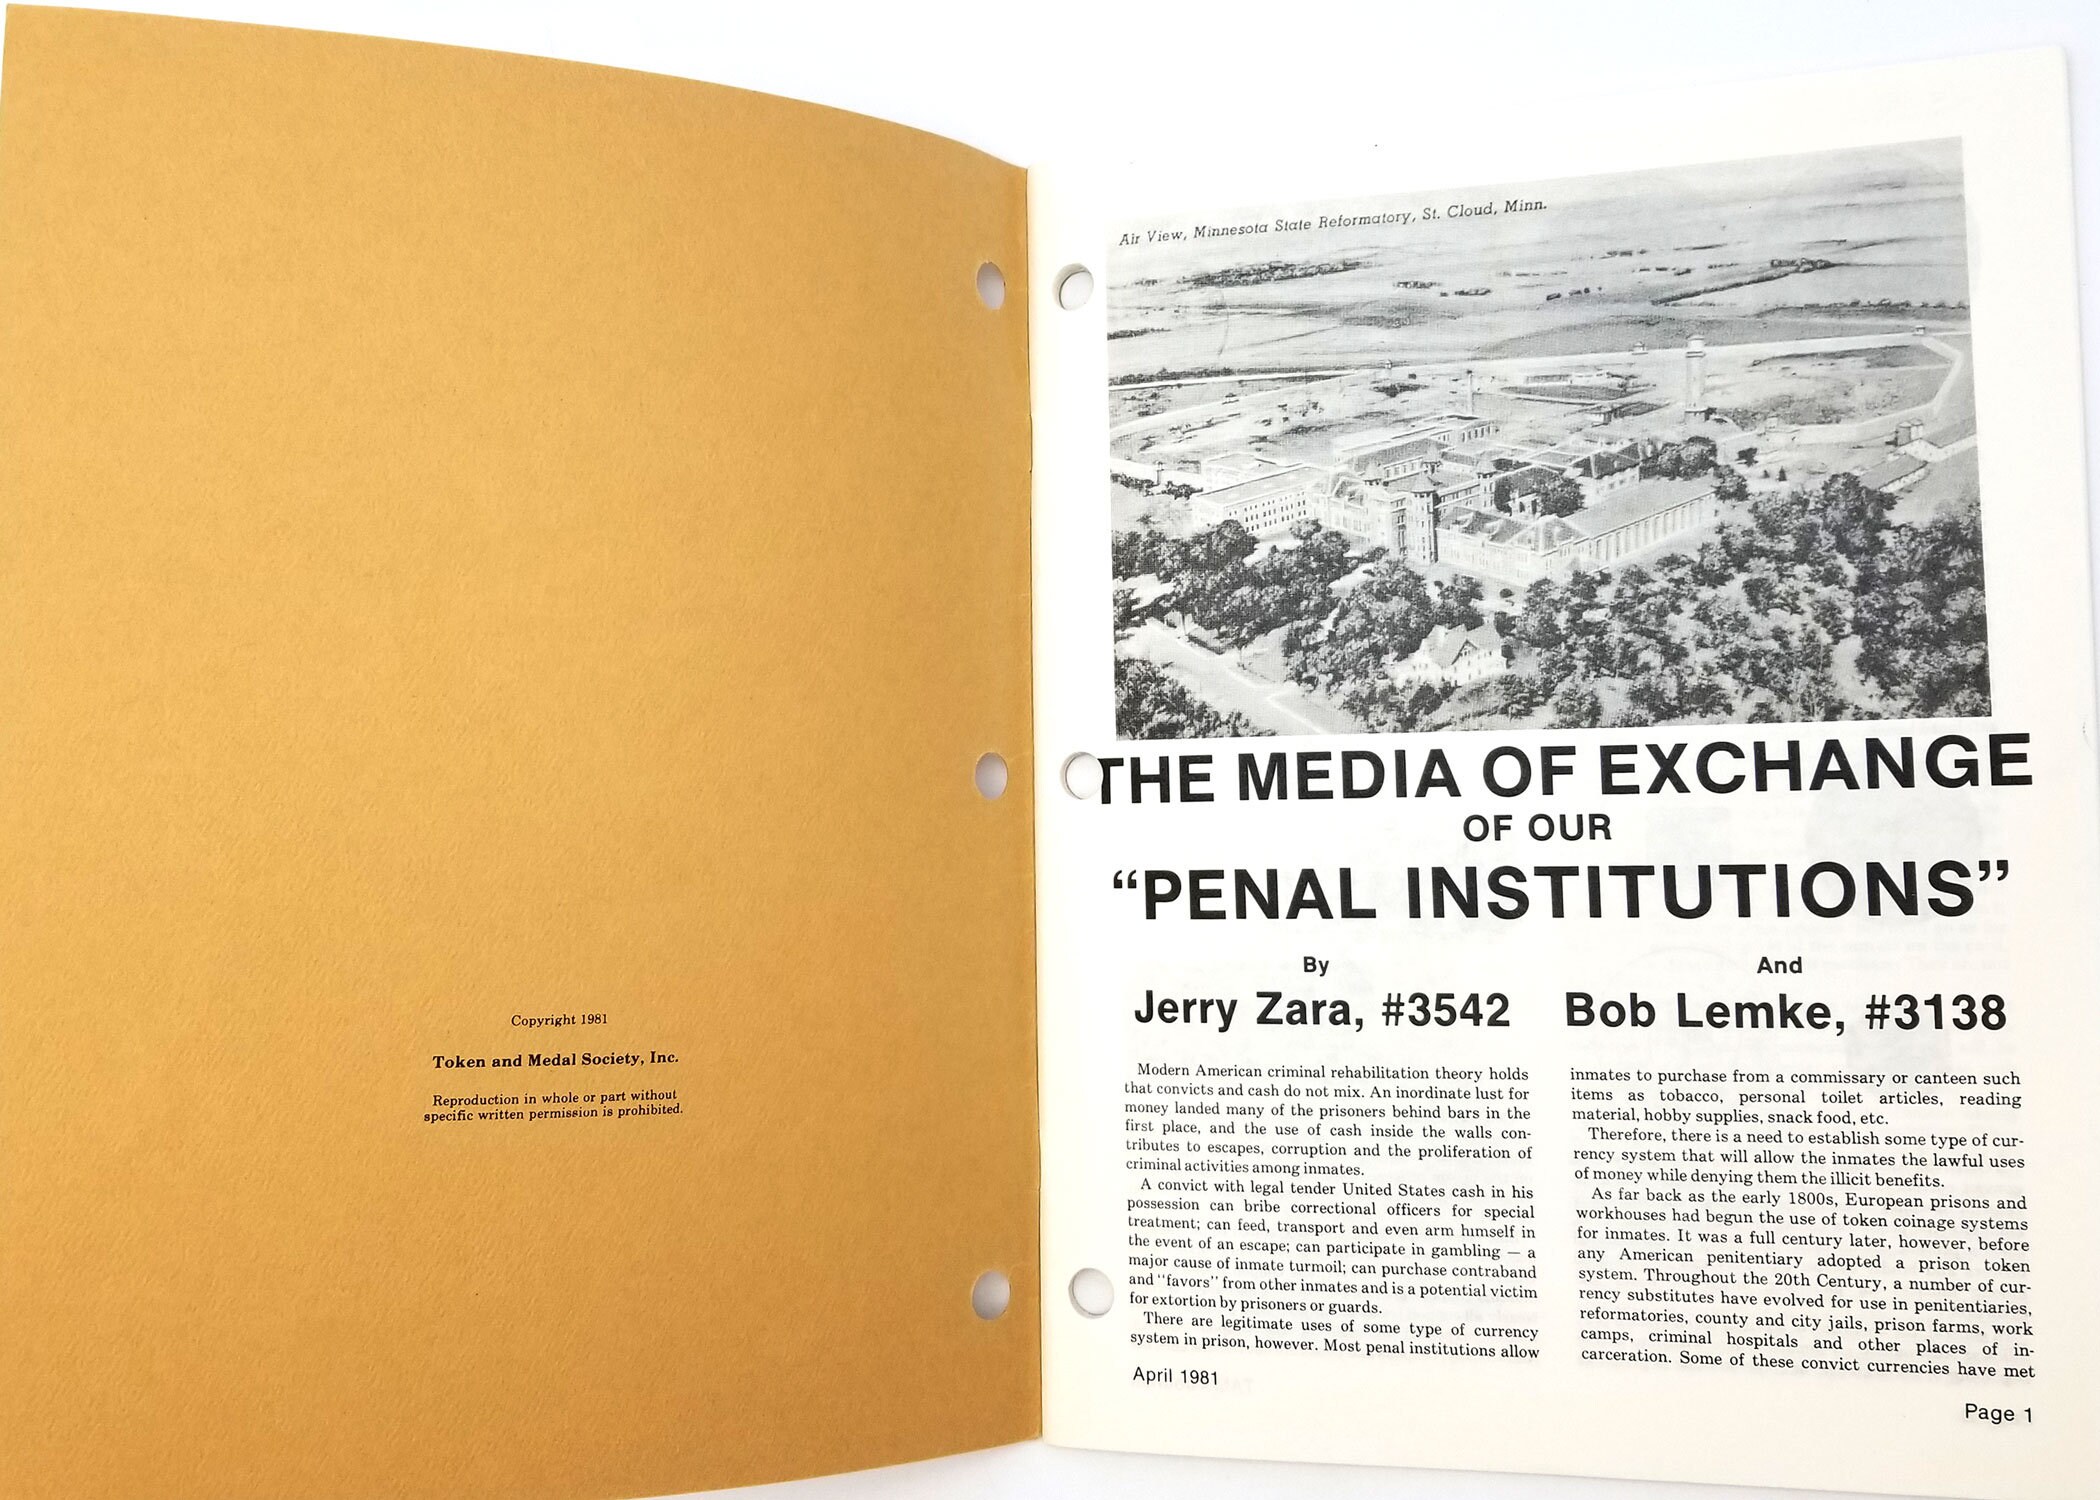 Copyright 1981
Token and Medal Society, Inc.
Reproduction in whole or part without
specific written permission is prohibited.
Air View, Minnesota State Reformatory, St. Cloud, Minn.
THE MEDIA OF EXCHANGE
OF OUR
“PENAL INSTITUTIONS”
By
Jerry Zara, #3542
And
Bob Lemke, #3138
Modern American criminal rehabilitation theory holds
that convicts and cash do not mix. An inordinate lust for
money landed many of the prisoners behind bars in the
first place, and the use of cash inside the walls con-
tributes to escapes, corruption and the proliferation of
criminal activities among inmates.
A convict with legal tender United States cash in his
possession can bribe correctional officers for special
treatment; can feed, transport and even arm himself in
the event of an escape; can participate in gambling — a
major cause of inmate turmoil; can purchase contraband
and "favors" from other inmates and is a potential victim
for extortion by prisoners or guards.
There are legitimate uses of some type of currency
system in prison, however. Most penal institutions allow
inmates to purchase from a commissary or canteen such
items as tobacco, personal toilet articles, reading
material, hobby supplies, snack food, etc.
Therefore, there is a need to establish some type of cur-
rency system that will allow the inmates the lawful uses
of money while denying them the illicit benefits.
As far back as the early 1800s, European prisons and
workhouses had begun the use of token coinage systems
for inmates. It was a full century later, however, before
any American penitentiary adopted a prison token
system. Throughout the 20th Century, a number of cur-
rency substitutes have evolved for use in penitentiaries,
reformatories, county and city jails, prison farms, work
camps, criminal hospitals and other places of in-
carceration. Some of these convict currencies have met
April 1981
Page 1